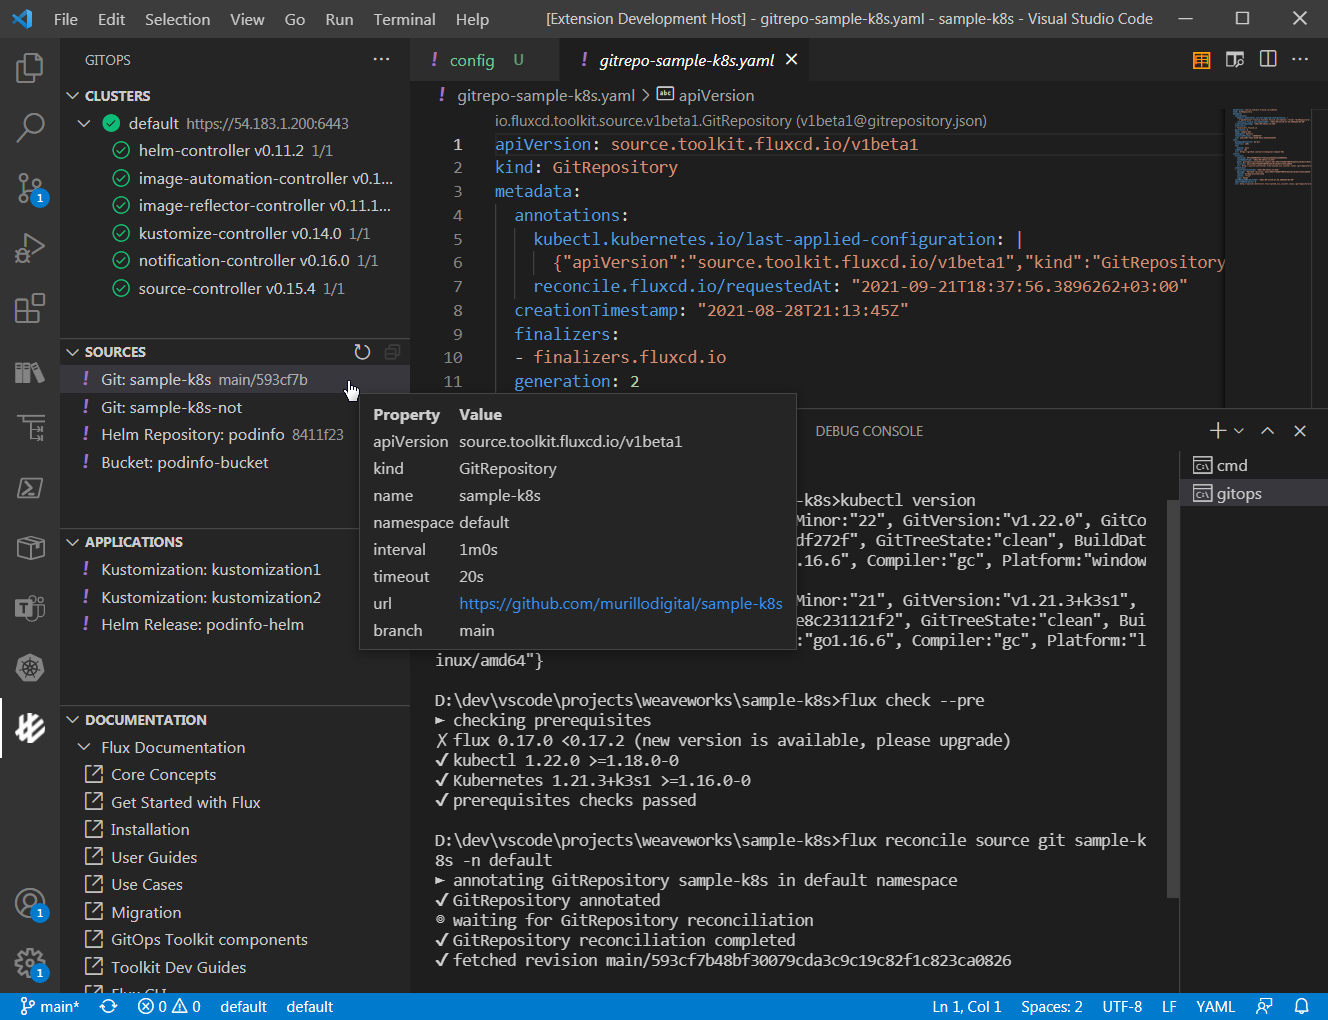 File Edit Selection View Go Run Terminal Help [Extension Development Host] - gitrepo-sample-k8s.yaml - sample-k8s - Visual Studio Code
GITOPS
CLUSTERS
default https://54.183.1.200:6443
helm-controller v0.11.2 1/1
image-automation-controller v0.1...
image-reflector-controller v0.11.1...
kustomize-controller v0.14.0 1/1
notification-controller v0.16.0 1/1
source-controller v0.15.4 1/1
SOURCES
! Git: sample-k8s main/593cf7b
! Git: sample-k8s-not
! Helm Repository: podinfo 8411f23
! Bucket: podinfo-bucket
APPLICATIONS
! Kustomization: kustomization1
! Kustomization: kustomization2
! Helm Release: podinfo-helm
DOCUMENTATION
Flux Documentation
Core Concepts
Get Started with Flux
Installation
User Guides
Use Cases
Migration
GitOps Toolkit components
Toolkit Dev Guides
Flux CLI
1
1
1
! config U
! gitrepo-sample-k8s.yaml
! gitrepo-sample-k8s.yaml > abc apiVersion
io.fluxcd.toolkit.source.v1beta1.GitRepository (v1beta1@gitrepository.json)
1 apiVersion: source.toolkit.fluxcd.io/v1beta1
2 kind: GitRepository
3 metadata:
4 annotations:
5 kubectl.kubernetes.io/last-applied-configuration: |
6 {"apiVersion":"source.toolkit.fluxcd.io/v1beta1","kind":"GitRepository
7 reconcile.fluxcd.io/requestedAt: "2021-09-21T18:37:56.3896262+03:00"
8 creationTimestamp: "2021-08-28T21:13:45Z"
9 finalizers:
10 - finalizers.fluxcd.io
11 generation: 2
Property Value
apiVersion source.toolkit.fluxcd.io/v1beta1
kind GitRepository
name sample-k8s
namespace default
interval 1m0s
timeout 20s
url https://github.com/murillodigital/sample-k8s
branch main
DEBUG CONSOLE
cmd
gitops
-k8s>kubectl version
Minor:"22", GitVersion:"v1.22.0", GitCo
df272f", GitTreeState:"clean", BuildDat
.16.6", Compiler:"gc", Platform:"window
Minor:"21", GitVersion:"v1.21.3+k3s1",
e8c231121f2", GitTreeState:"clean", Bui
:"go1.16.6", Compiler:"gc", Platform:"l
inux/amd64"}
D:\dev\vscode\projects\weaveworks\sample-k8s>flux check --pre
► checking prerequisites
✗ flux 0.17.0 <0.17.2 (new version is available, please upgrade)
✔ kubectl 1.22.0 >=1.18.0-0
✔ Kubernetes 1.21.3+k3s1 >=1.16.0-0
✔ prerequisites checks passed
D:\dev\vscode\projects\weaveworks\sample-k8s>flux reconcile source git sample-k
8s -n default
► annotating GitRepository sample-k8s in default namespace
✔ GitRepository annotated
◎ waiting for GitRepository reconciliation
✔ GitRepository reconciliation completed
✔ fetched revision main/593cf7b48bf30079cda3c9c19c82f1c823ca0826
main* 0 0 default default Ln 1, Col 1 Spaces: 2 UTF-8 LF YAML